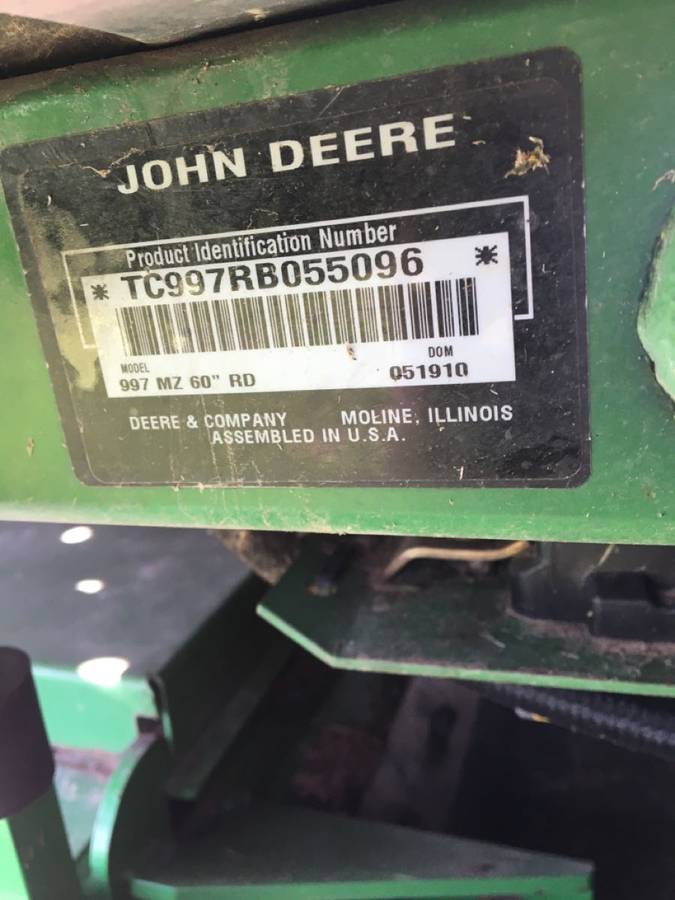 JOHN DEERE
Product Identification Number
* TC997RB055096 *
MODEL DOM
997 MZ 60" RD 051910
DEERE & COMPANY MOLINE, ILLINOIS
ASSEMBLED IN U.S.A.